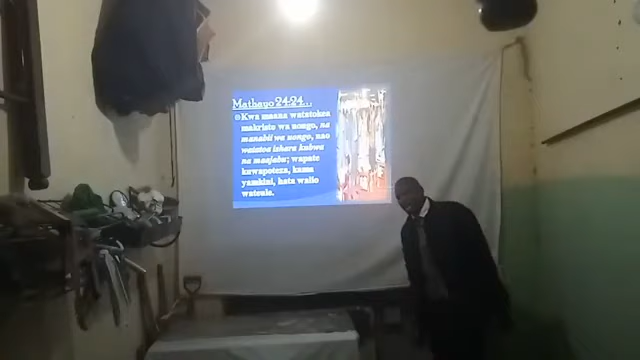 Mathayo 24:24...
Kwa maana watatokea
makristo wa uongo, na
manabii wa uongo, nao
watatoa ishara kubwa
na maajabu; wapate
kuwapoteza, kama
yamkini, hata walio
wateule.